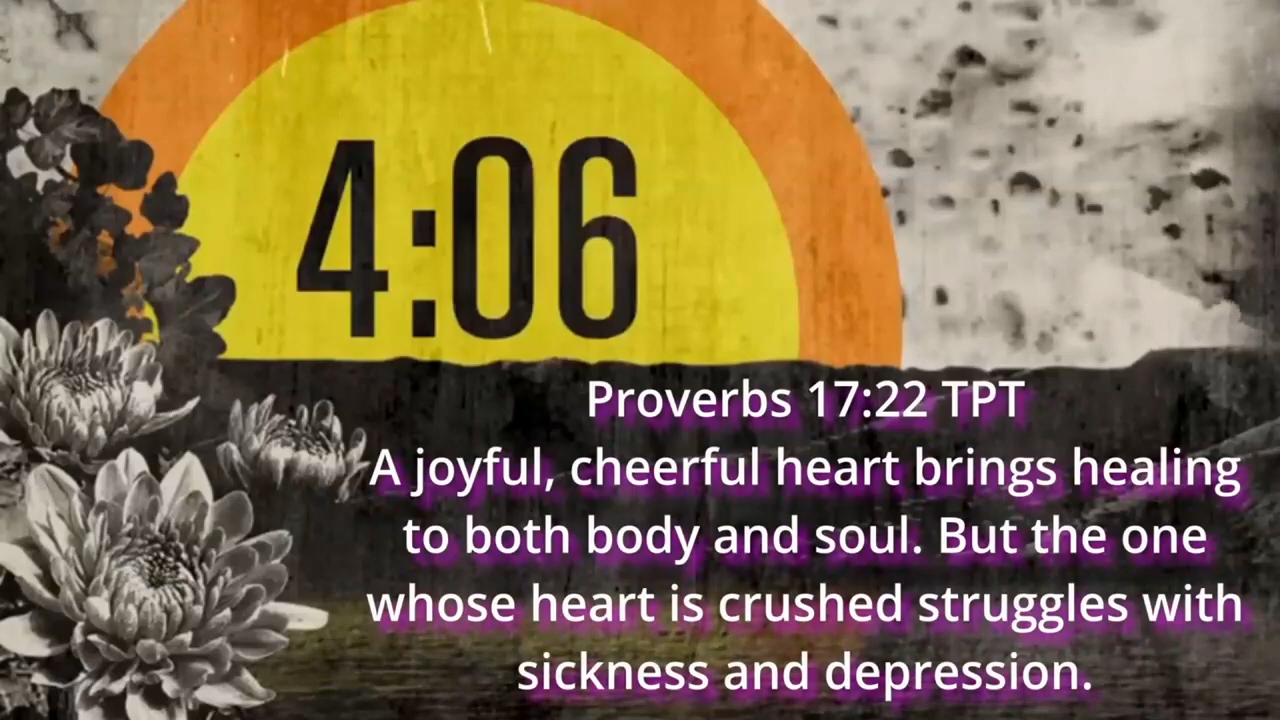 4:06
Proverbs 17:22 TPT
A joyful, cheerful heart brings healing
to both body and soul. But the one
whose heart is crushed struggles with
sickness and depression.